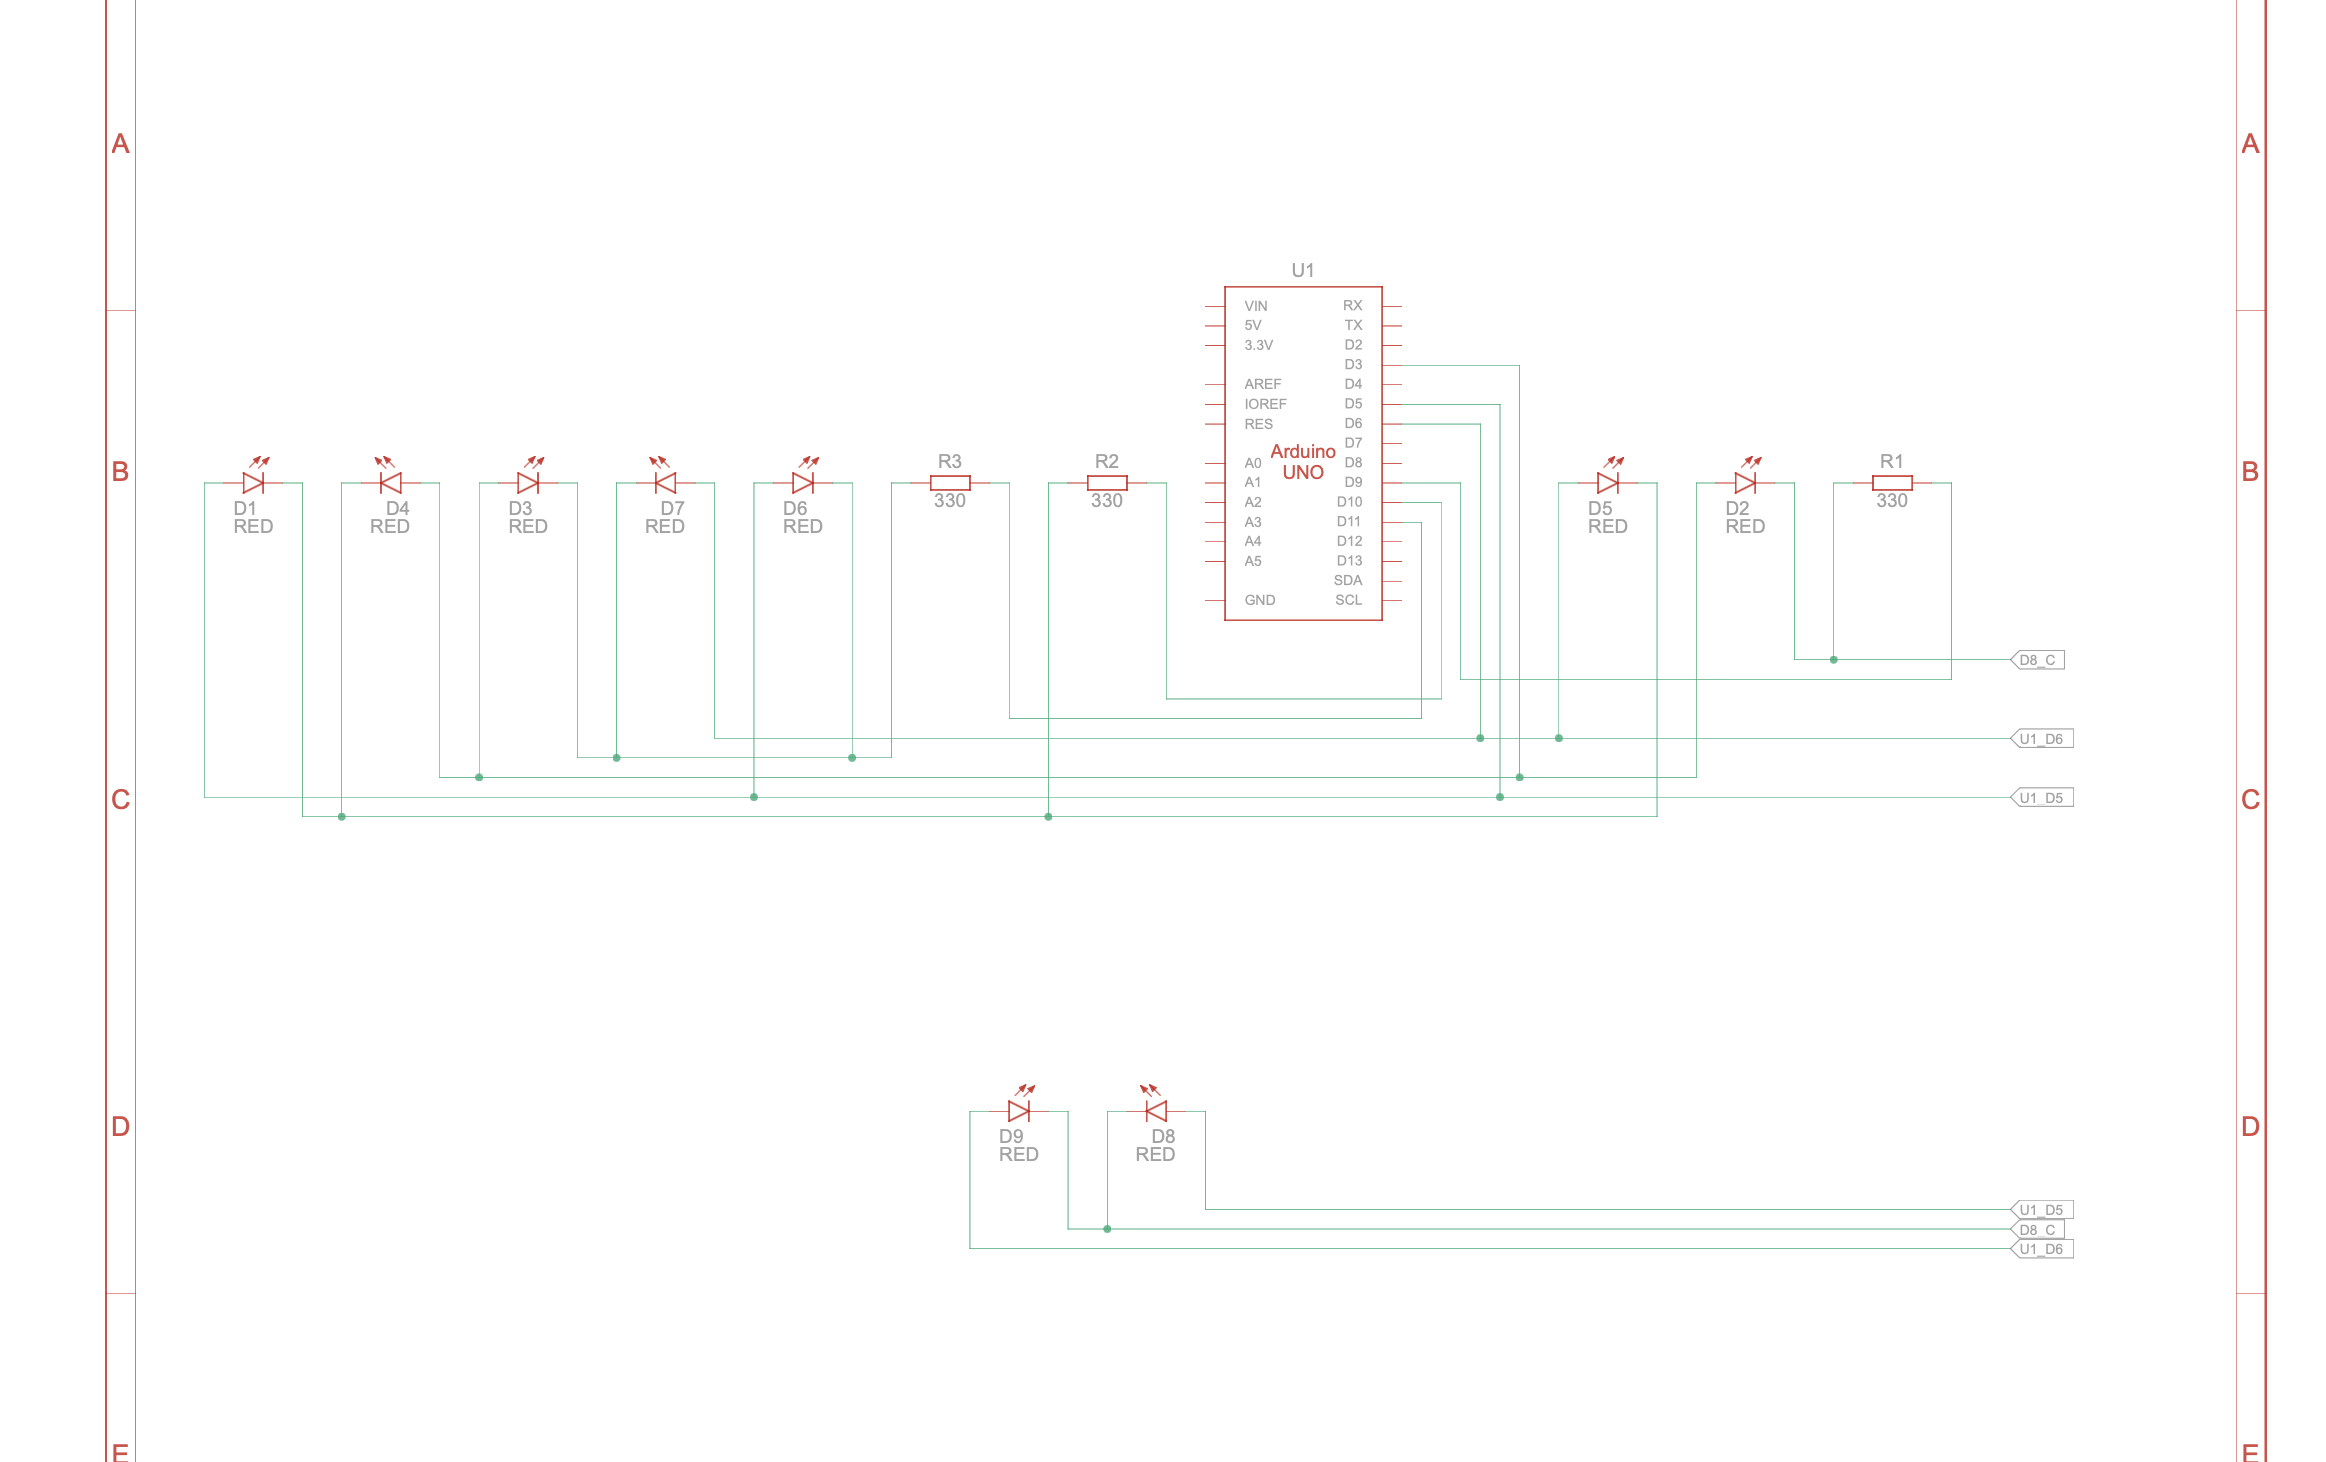 A
A
U1
VIN
RX
5V
TX
3.3V
D2
D3
AREF
D4
IOREF
D5
RES
D6
D7
Arduino
UNO
A0
D8
A1
D9
A2
D10
A3
D11
A4
D12
A5
D13
SDA
GND
SCL
B
B
D1
RED
D4
RED
D3
RED
D7
RED
D6
RED
R3
330
R2
330
D5
RED
D2
RED
R1
330
D8_C
U1_D6
C
C
U1_D5
D
D
D9
RED
D8
RED
U1_D5
D8_C
U1_D6
E
E